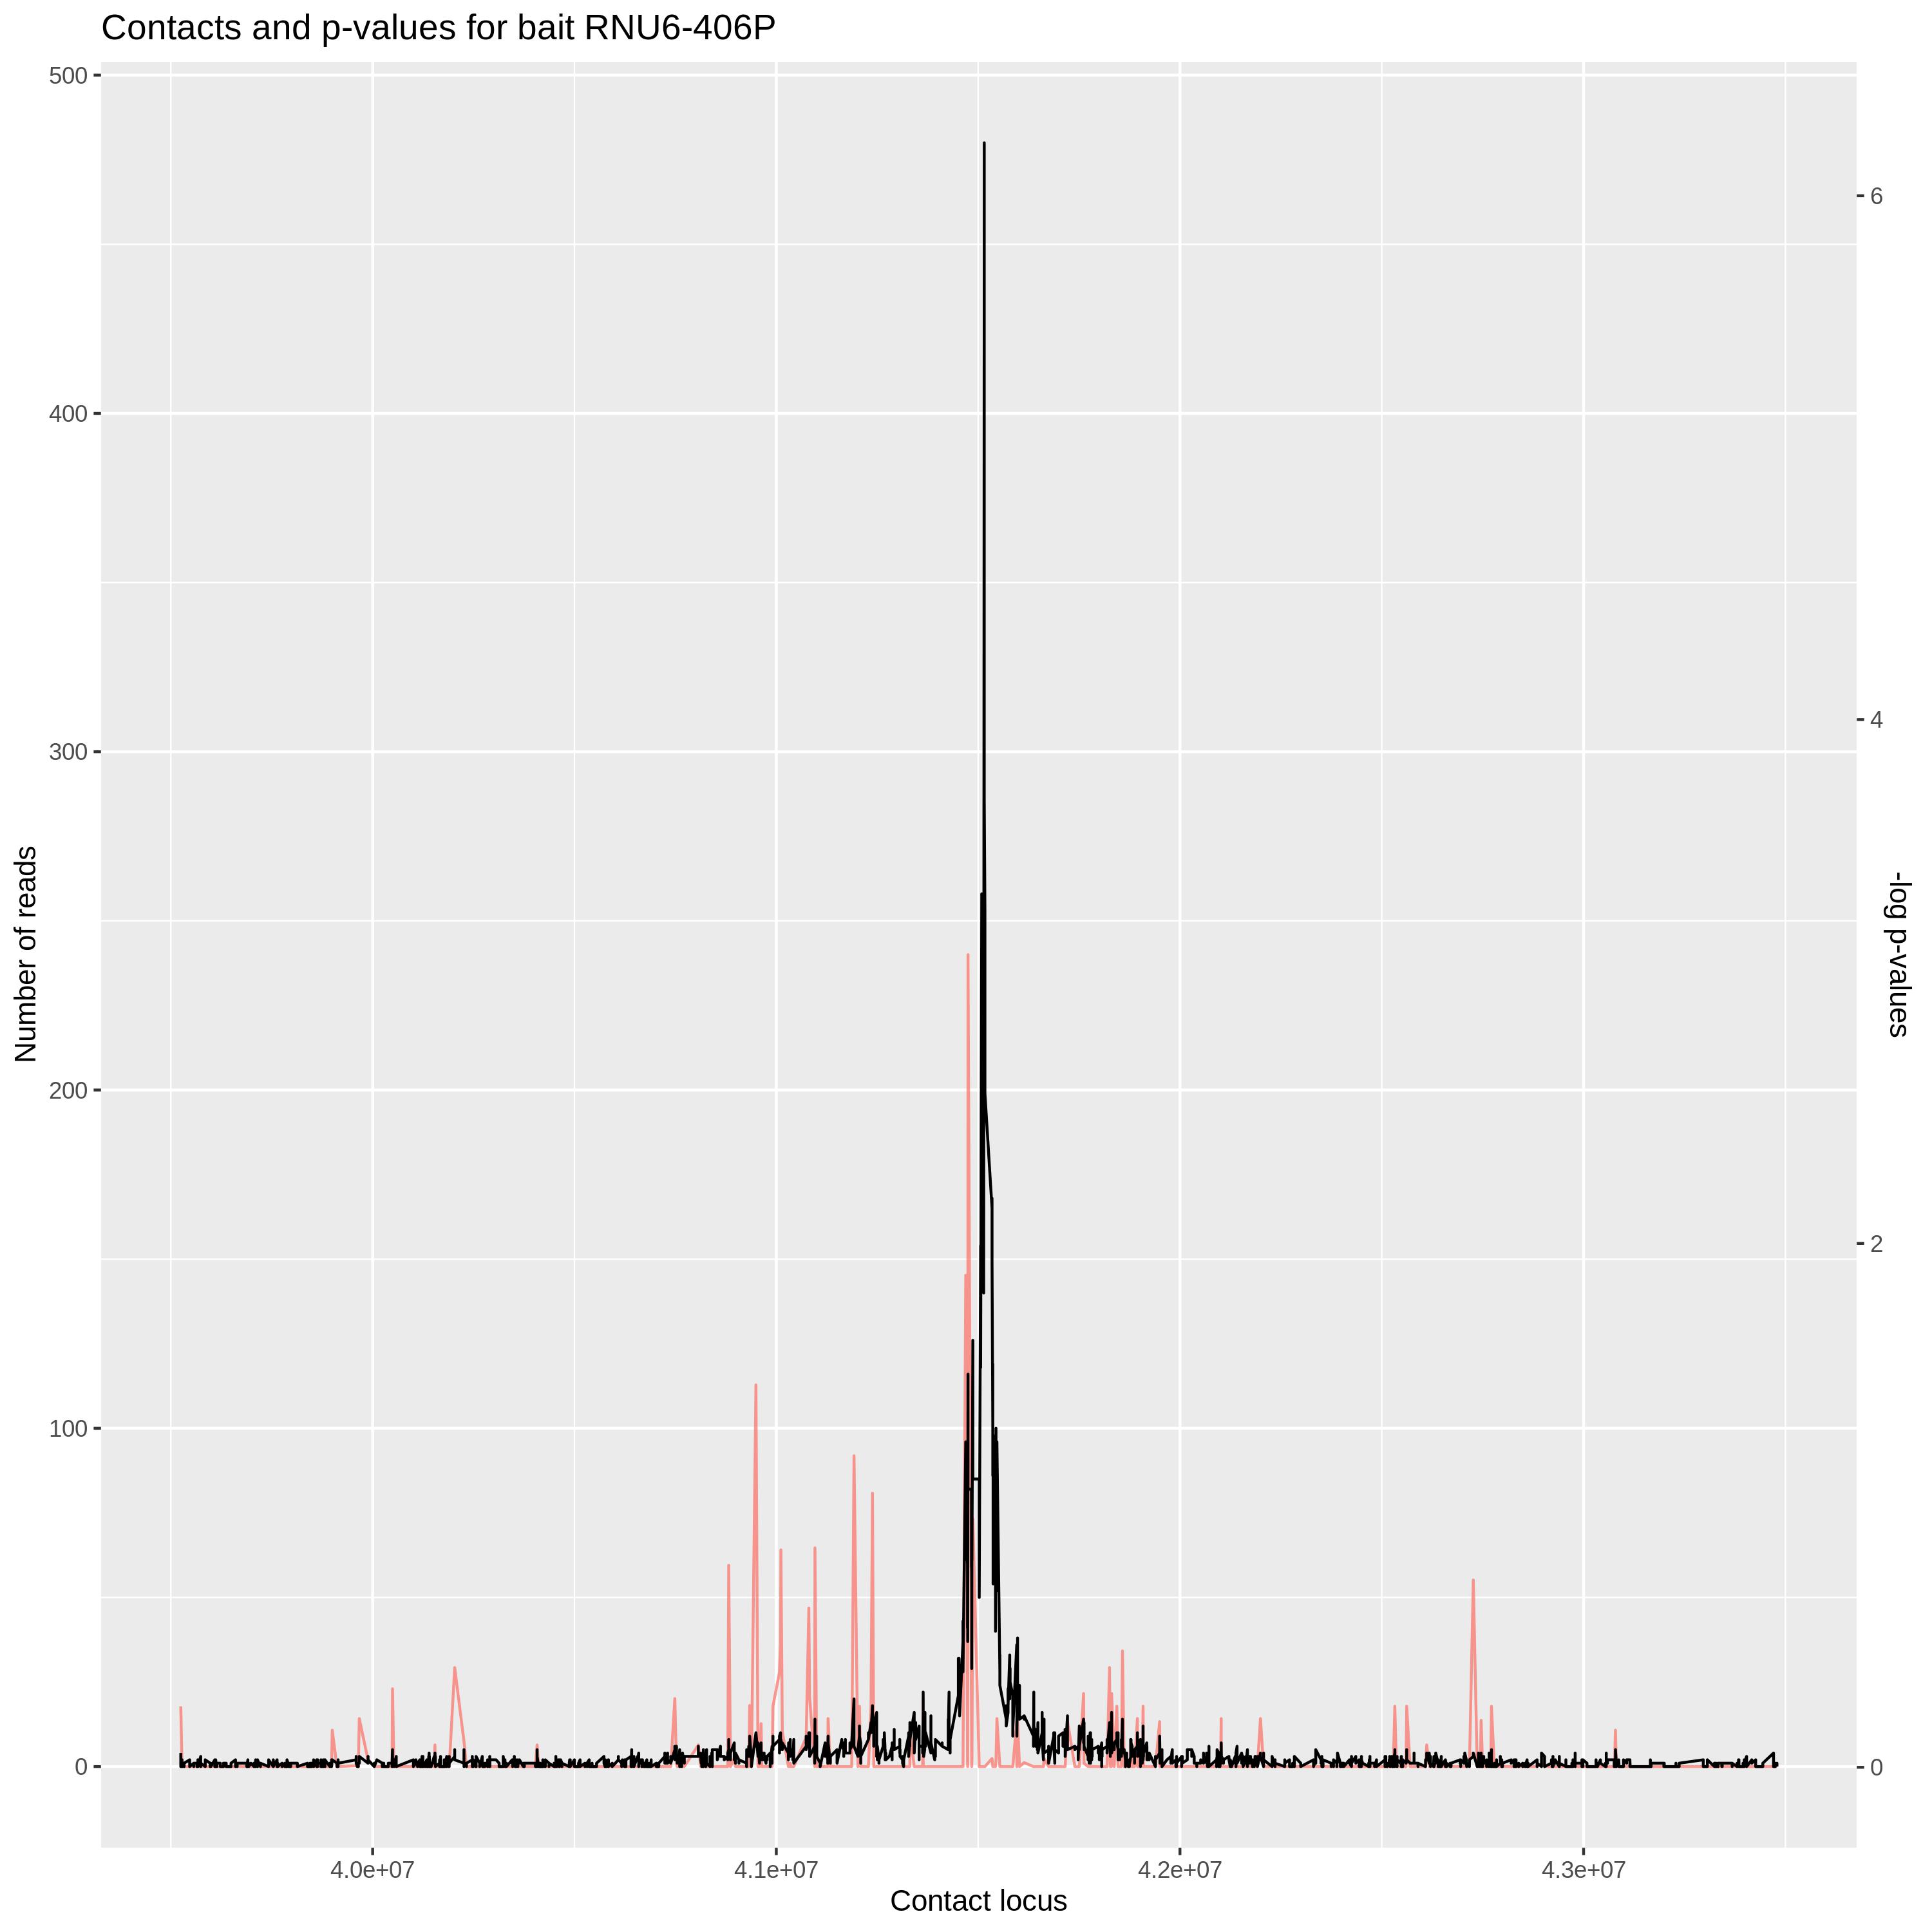 Contacts and p-values for bait RNU6-406P
500
400
300
200
100
0
Number of reads
6
4
2
0
-log p-values
4.0e+07
4.1e+07
4.2e+07
4.3e+07
Contact locus